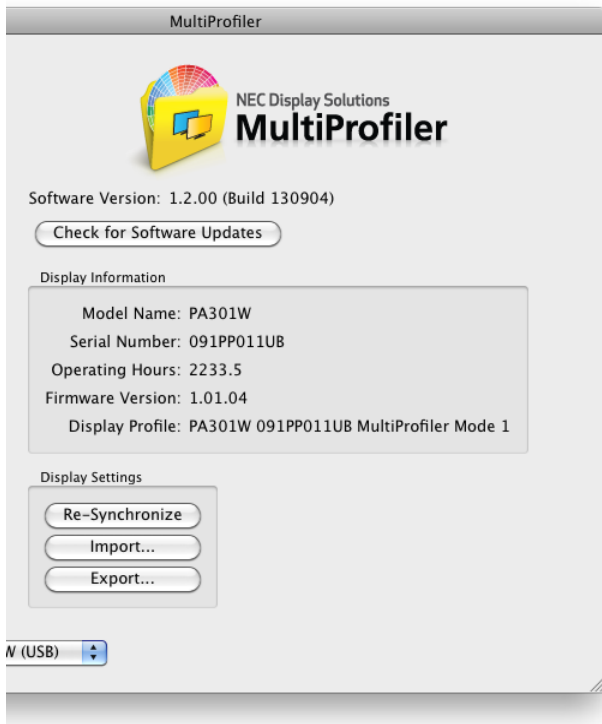 MultiProfiler
NEC Display Solutions
MultiProfiler
Software Version: 1.2.00 (Build 130904)
Check for Software Updates
Display Information
Model Name: PA301W
Serial Number: 091PP011UB
Operating Hours: 2233.5
Firmware Version: 1.01.04
Display Profile: PA301W 091PP011UB MultiProfiler Mode 1
Display Settings
Re-Synchronize
Import...
Export...
W (USB)